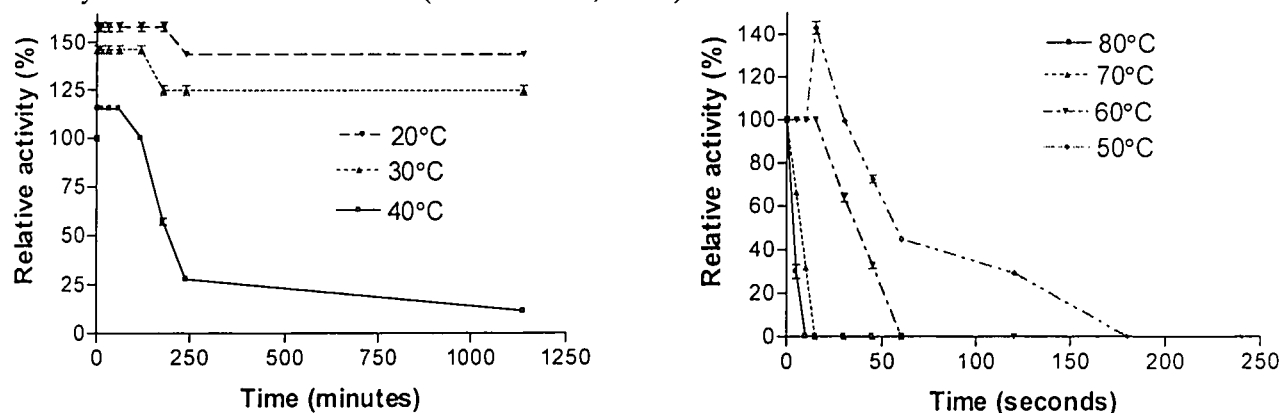 Relative activity (%)
150
125
100
75
50
25
0
0 250 500 750 1000 1250
Time (minutes)
20°C
30°C
40°C
Relative activity (%)
140
120
100
80
60
40
20
0
0 50 100 150 200 250
Time (seconds)
80°C
70°C
60°C
50°C